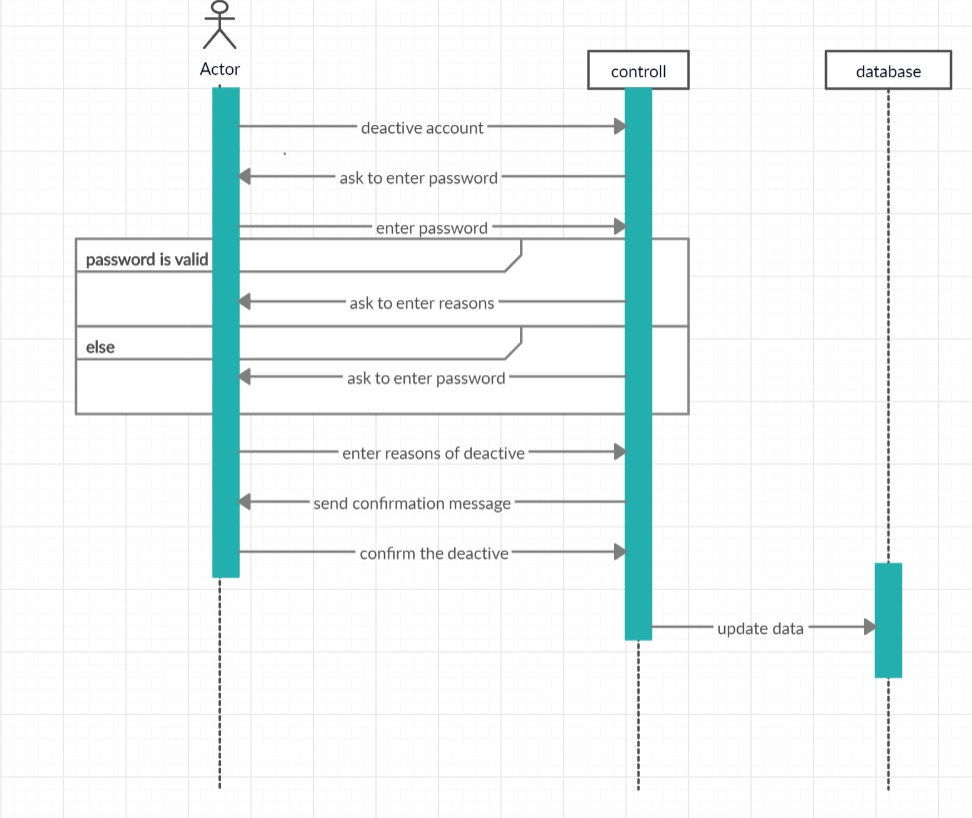 Actor
controll
database
deactive account
ask to enter password
enter password
password is valid
ask to enter reasons
else
ask to enter password
enter reasons of deactive
send confirmation message
confirm the deactive
update data